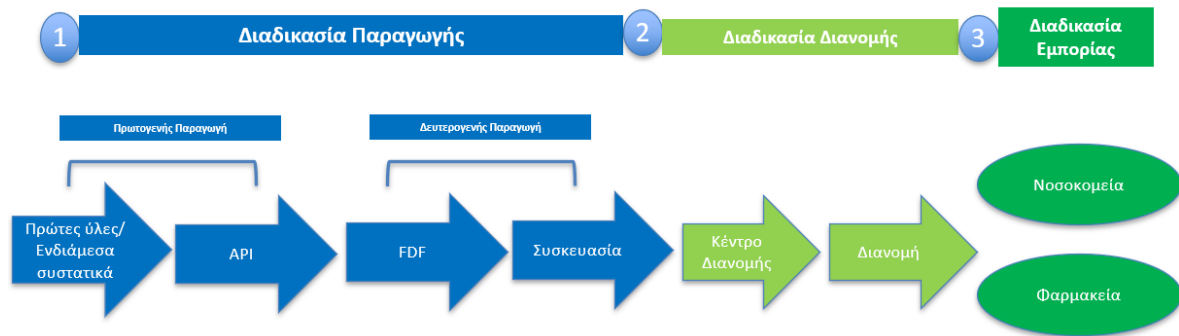 1
Διαδικασία Παραγωγής
2
Διαδικασία Διανομής
3
Διαδικασία
Εμπορίας
Πρωτογενής Παραγωγή
Δευτερογενής Παραγωγή
Πρώτες ύλες/
Ενδιάμεσα
συστατικά
API
FDF
Συσκευασία
Κέντρο
Διανομής
Διανομή
Νοσοκομεία
Φαρμακεία